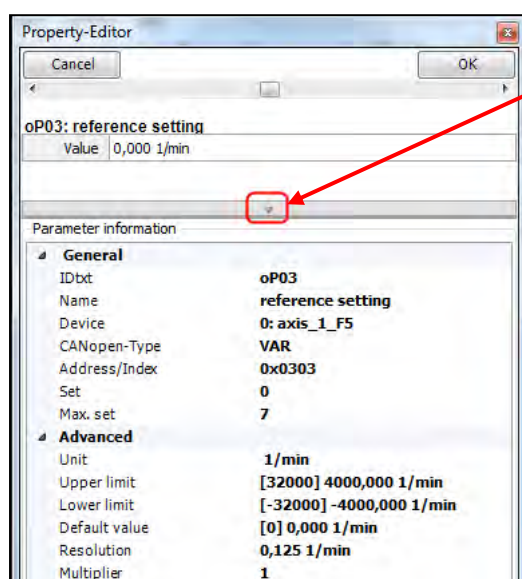 Property-Editor
Cancel OK
oP03: reference setting
Value 0,000 1/min
Parameter information
General
IDtxt oP03
Name reference setting
Device 0: axis_1_F5
CANopen-Type VAR
Address/Index 0x0303
Set 0
Max. set 7
Advanced
Unit 1/min
Upper limit [32000] 4000,000 1/min
Lower limit [-32000] -4000,000 1/min
Default value [0] 0,000 1/min
Resolution 0,125 1/min
Multiplier 1